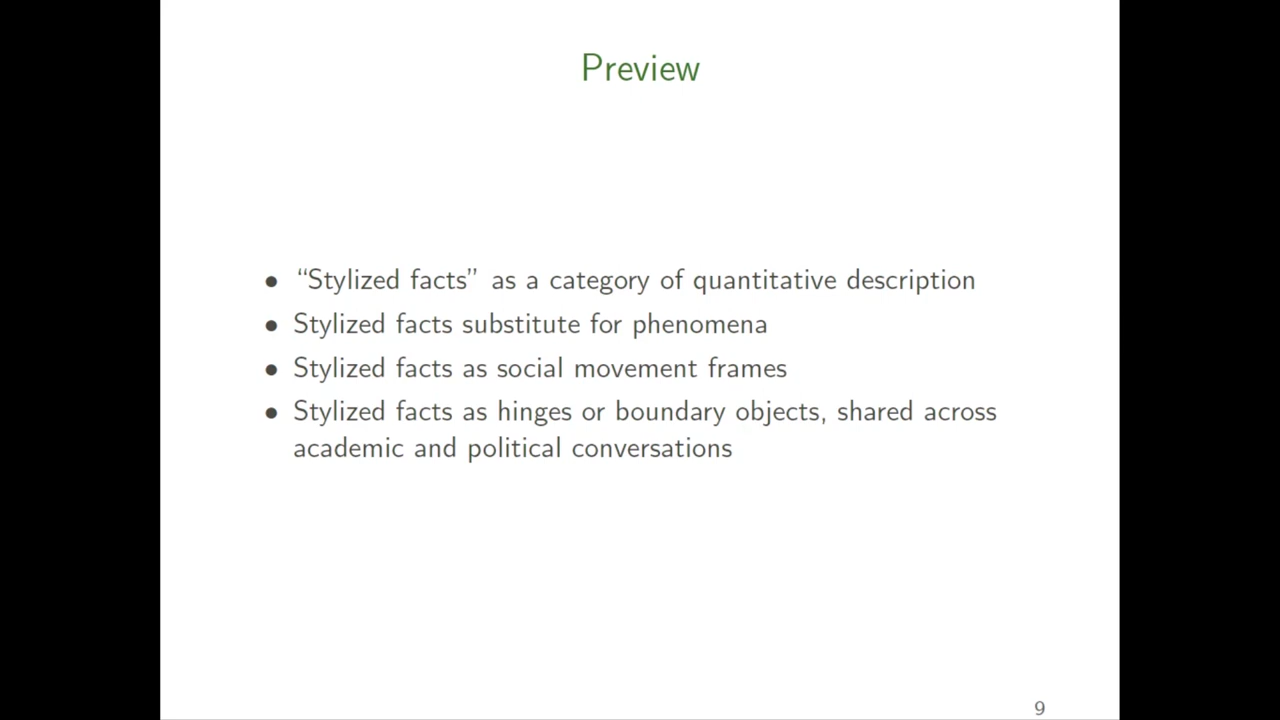 Preview
• “Stylized facts” as a category of quantitative description
• Stylized facts substitute for phenomena
• Stylized facts as social movement frames
• Stylized facts as hinges or boundary objects, shared across
academic and political conversations
9